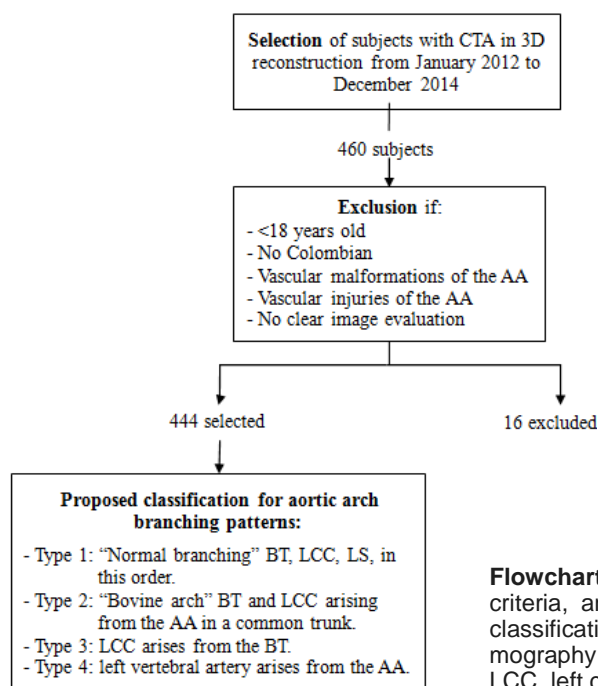 Selection of subjects with CTA in 3D
reconstruction from January 2012 to
December 2014
460 subjects
Exclusion if:
- <18 years old
- No Colombian
- Vascular malformations of the AA
- Vascular injuries of the AA
- No clear image evaluation
444 selected
16 excluded
Proposed classification for aortic arch
branching patterns:
- Type 1: “Normal branching” BT, LCC, LS, in
this order.
- Type 2: “Bovine arch” BT and LCC arising
from the AA in a common trunk.
- Type 3: LCC arises from the BT.
- Type 4: left vertebral artery arises from the AA.
Flowchart
criteria, a
classificati
mography
LCC, left c